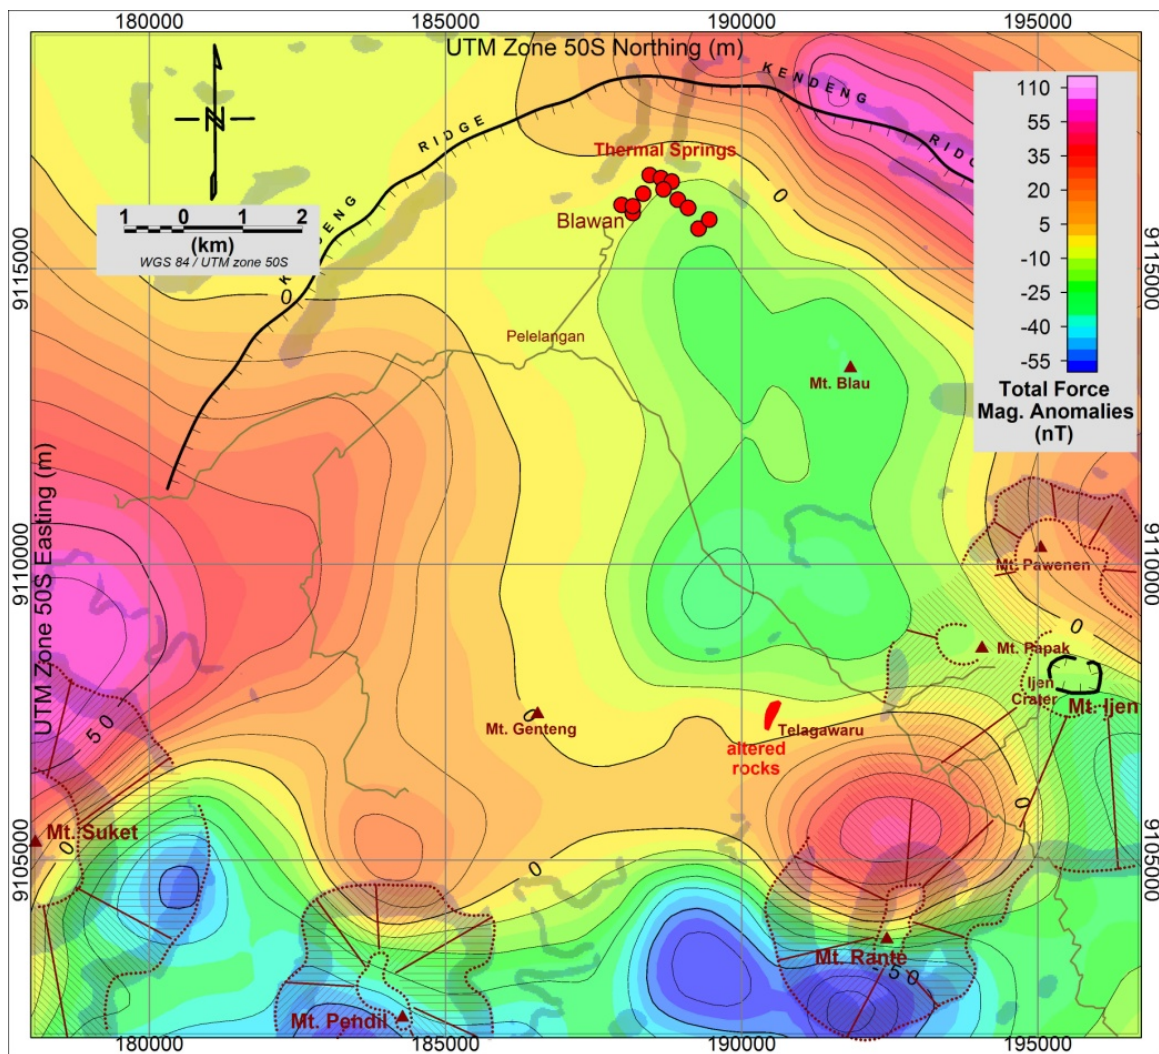 180000
185000
190000
195000
UTM Zone 50S Northing (m)
N
KENDENG
RIDG
RIDGE
KENDENG
Thermal Springs
Blawan
1 0 1 2
(km)
WGS 84 / UTM zone 50S
110
55
35
20
5
-10
-25
-40
-55
Total Force
Mag. Anomalies
(nT)
0
0
9115000
9115000
Pelelangan
Mt. Blau
UTM Zone 50S Easting (m)
9110000
9110000
Mt. Pawenen
0
Mt. Papak
Ijen
Crater
Mt. Ijen
50
0
Mt. Genteng
Telagawaru
altered
rocks
0
Mt. Suket
0
9105000
9105000
0
Mt. Rante
-50
Mt. Pendil
180000
185000
190000
195000